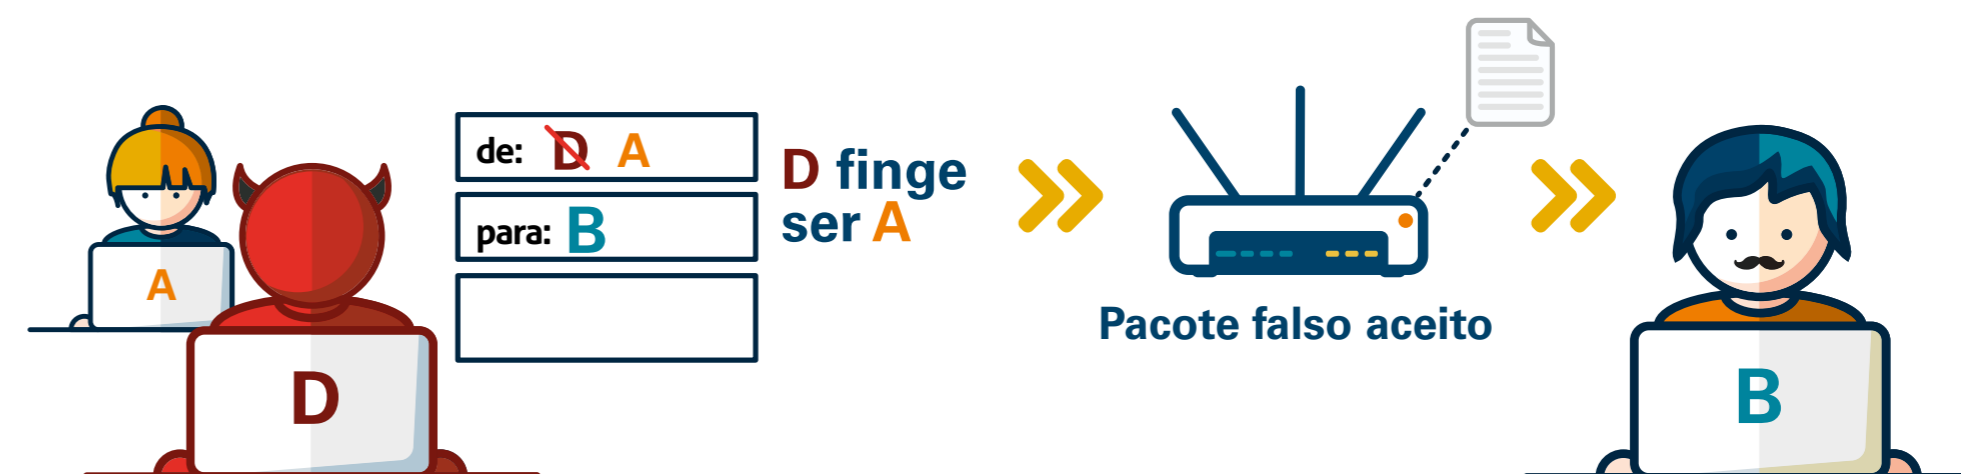 A
D
de: D A
para: B
D finge
ser A
Pacote falso aceito
B